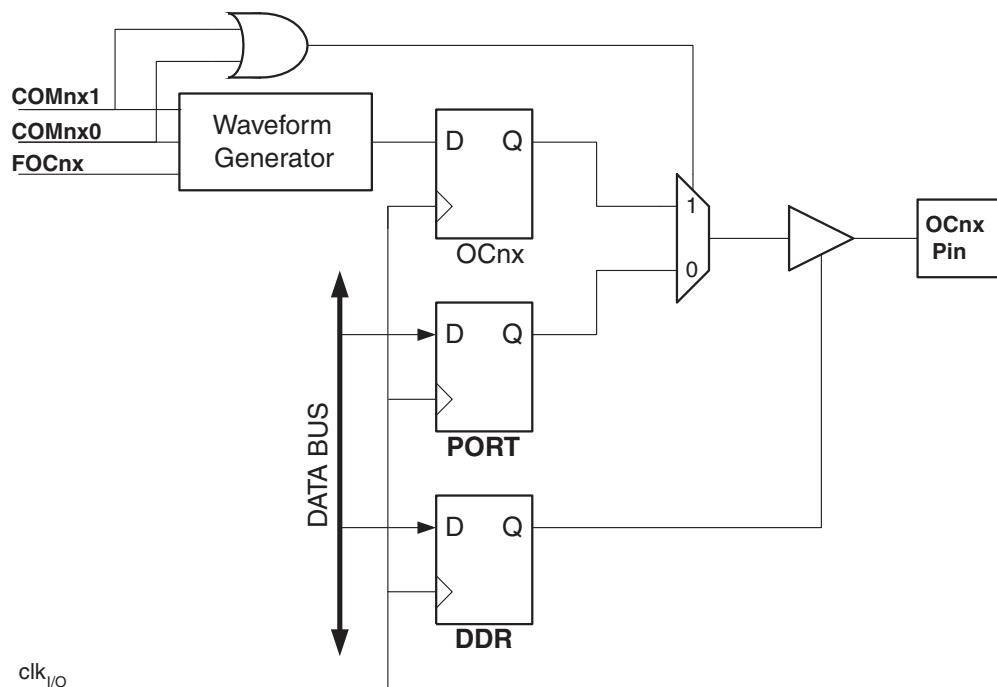 COMnx1
COMnx0
FOCnx
Waveform
Generator
D Q
OCnx
1
0
OCnx
Pin
D Q
PORT
DATA BUS
D Q
DDR
clkI/O